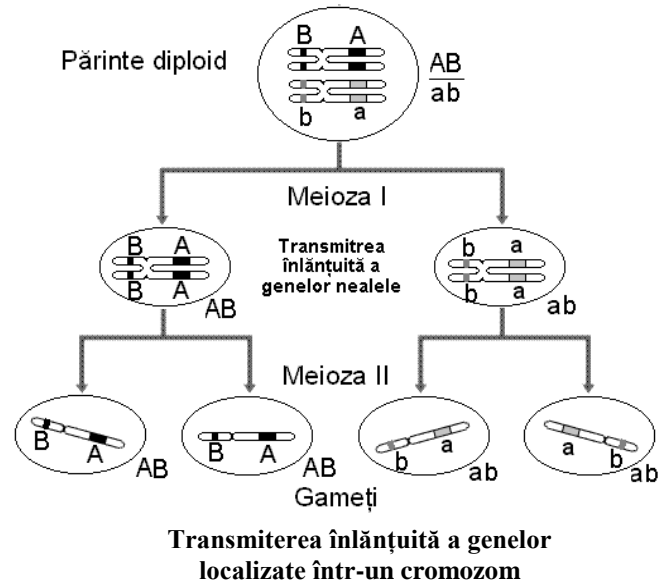 B A
Părinte diploid
AB
ab
b a
Meioza I
B A
B A
AB
Transmitrea
înlănțuită a
genelor nealele
b a
b a
ab
Meioza II
B A
AB
B A
AB
b a
ab
a b
ab
Gameți
Transmiterea înlănțuită a genelor
localizate într-un cromozom